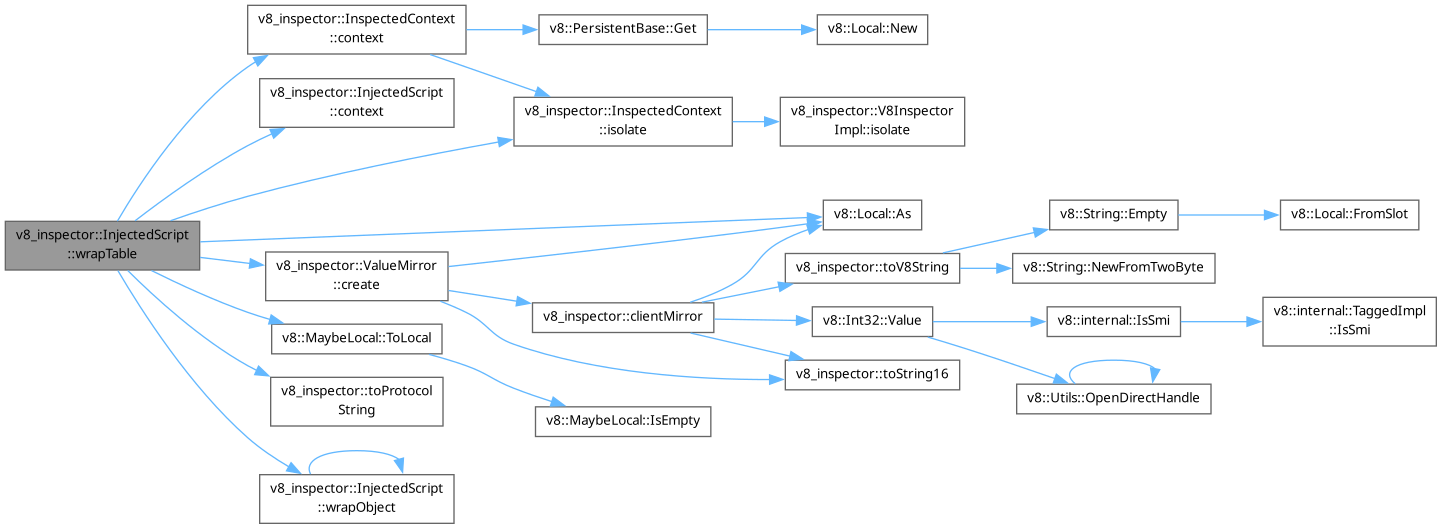 v8_inspector::InspectedContext
::context
v8::PersistentBase::Get
v8::Local::New
v8_inspector::InjectedScript
::context
v8_inspector::InspectedContext
::isolate
v8_inspector::V8Inspector
Impl::isolate
v8_inspector::InjectedScript
::wrapTable
v8::Local::As
v8::String::Empty
v8::Local::FromSlot
v8_inspector::ValueMirror
::create
v8_inspector::toV8String
v8::String::NewFromTwoByte
v8_inspector::clientMirror
v8::Int32::Value
v8::internal::IsSmi
v8::internal::TaggedImpl
::IsSmi
v8::MaybeLocal::ToLocal
v8_inspector::toString16
v8_inspector::toProtocol
String
v8::Utils::OpenDirectHandle
v8::MaybeLocal::IsEmpty
v8_inspector::InjectedScript
::wrapObject